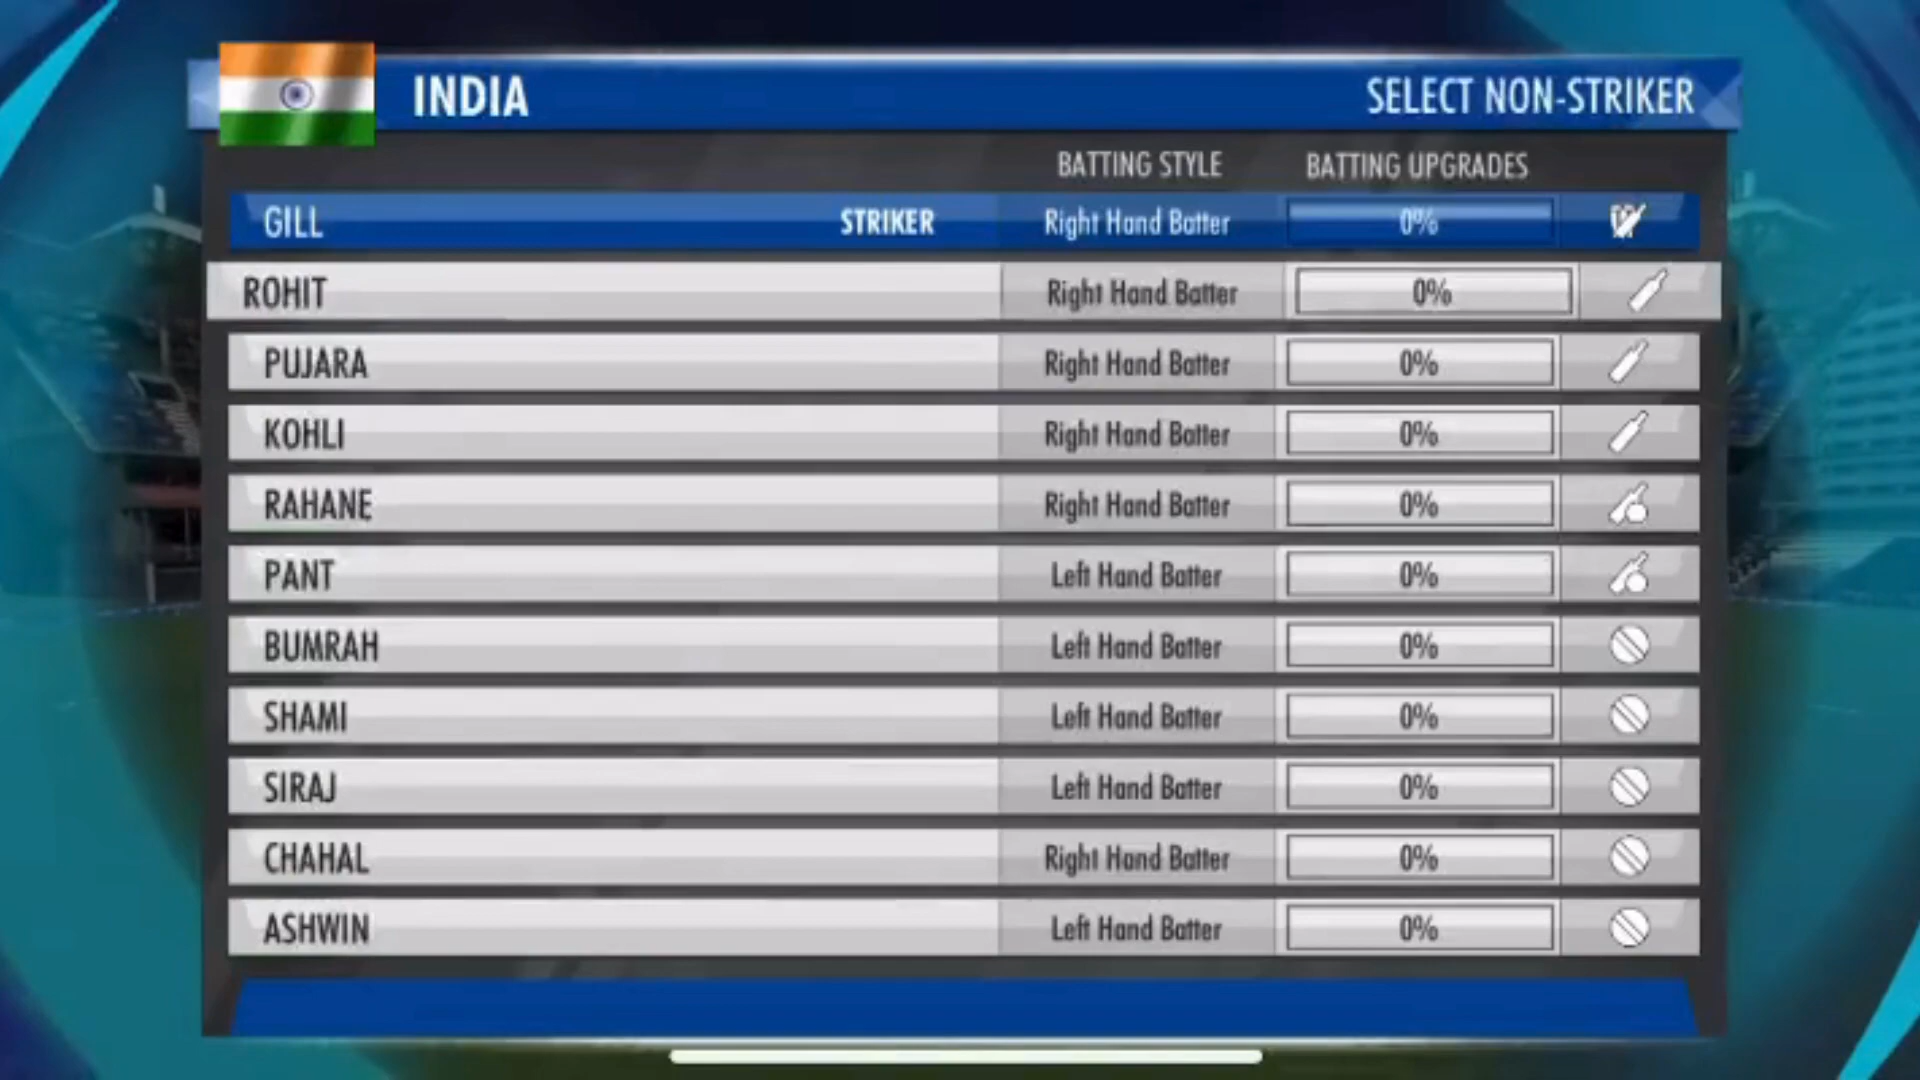 INDIA SELECT NON-STRIKER
BATTING STYLE BATTING UPGRADES
GILL STRIKER Right Hand Batter 0%
ROHIT Right Hand Batter 0%
PUJARA Right Hand Batter 0%
KOHLI Right Hand Batter 0%
RAHANE Right Hand Batter 0%
PANT Left Hand Batter 0%
BUMRAH Left Hand Batter 0%
SHAMI Left Hand Batter 0%
SIRAJ Left Hand Batter 0%
CHAHAL Right Hand Batter 0%
ASHWIN Left Hand Batter 0%